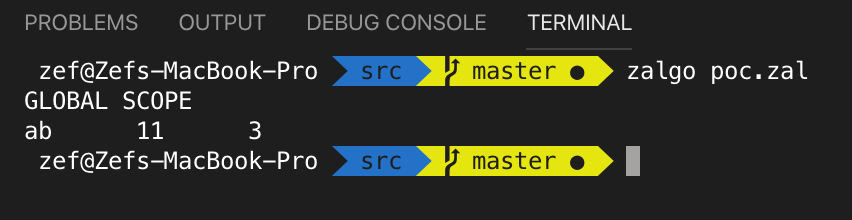 PROBLEMS OUTPUT DEBUG CONSOLE TERMINAL
zef@Zefs-MacBook-Pro src master ● zalgo poc.zal
GLOBAL SCOPE
ab 11 3
zef@Zefs-MacBook-Pro src master ●